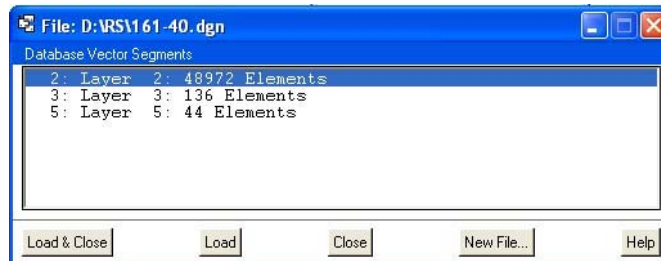 File: D:\RS\161-40.dgn
Database Vector Segments
2: Layer 2: 48972 Elements
3: Layer 3: 136 Elements
5: Layer 5: 44 Elements
Load & Close Load Close New File... Help